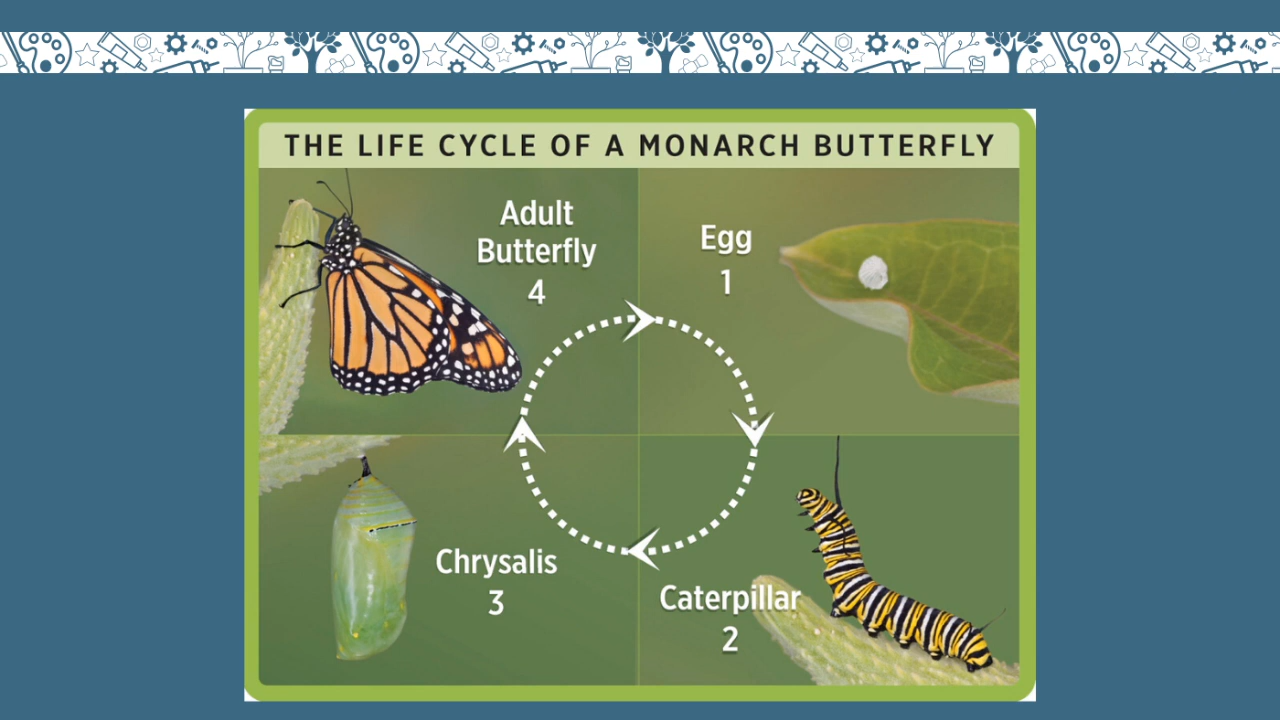 THE LIFE CYCLE OF A MONARCH BUTTERFLY
Adult
Butterfly
4
Egg
1
Chrysalis
3
Caterpillar
2